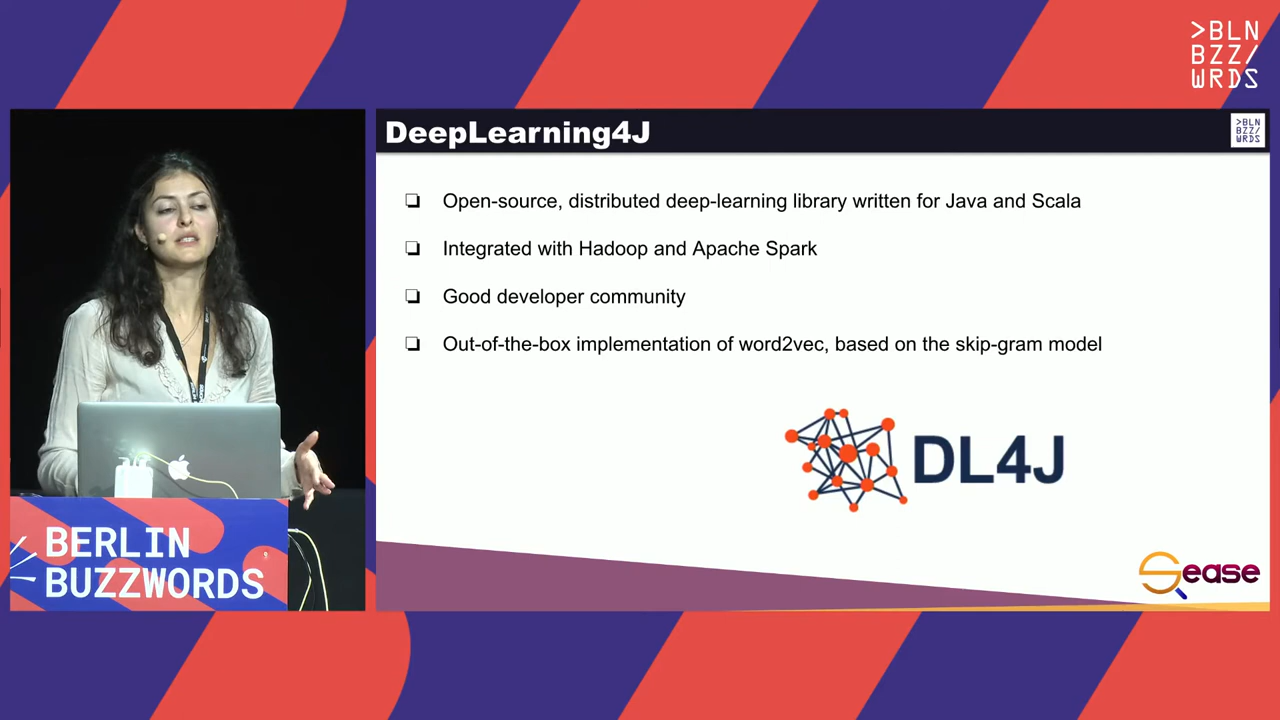 >BLN
BZZ/
WRDS
DeepLearning4J
>BLN
BZZ/
WRDS
Open-source, distributed deep-learning library written for Java and Scala
Integrated with Hadoop and Apache Spark
Good developer community
Out-of-the-box implementation of word2vec, based on the skip-gram model
DL4J
Sease
BERLIN
BUZZWORDS